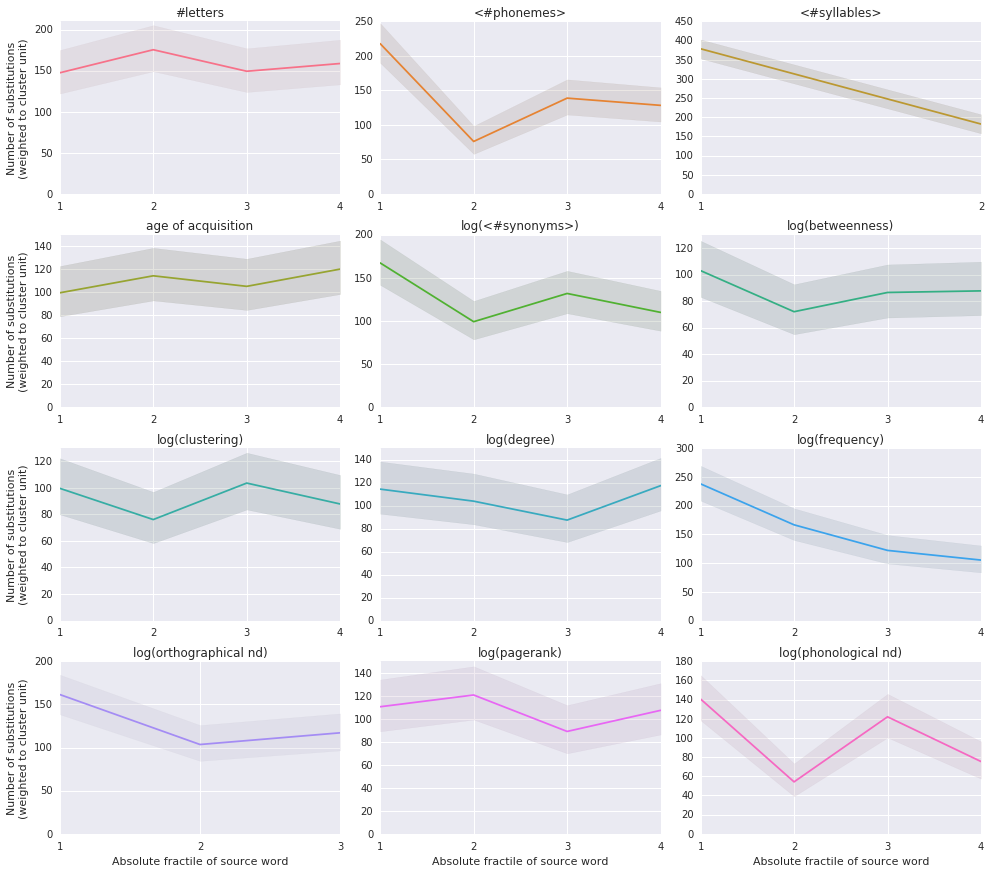 #letters
<#phonemes>
<#syllables>
Number of substitutions
(weighted to cluster unit)
200
150
100
50
0
1 2 3 4
250
200
150
100
50
0
1 2 3 4
450
400
350
300
250
200
150
100
50
0
1 2
age of acquisition
log(<#synonyms>)
log(betweenness)
Number of substitutions
(weighted to cluster unit)
140
120
100
80
60
40
20
0
1 2 3 4
200
150
100
50
0
1 2 3 4
120
100
80
60
40
20
0
1 2 3 4
log(clustering)
log(degree)
log(frequency)
Number of substitutions
(weighted to cluster unit)
120
100
80
60
40
20
0
1 2 3 4
140
120
100
80
60
40
20
0
1 2 3 4
300
250
200
150
100
50
0
1 2 3 4
log(orthographical nd)
log(pagerank)
log(phonological nd)
Number of substitutions
(weighted to cluster unit)
200
150
100
50
0
1 2 3
140
120
100
80
60
40
20
0
1 2 3 4
180
160
140
120
100
80
60
40
20
0
1 2 3 4
Absolute fractile of source word
Absolute fractile of source word
Absolute fractile of source word